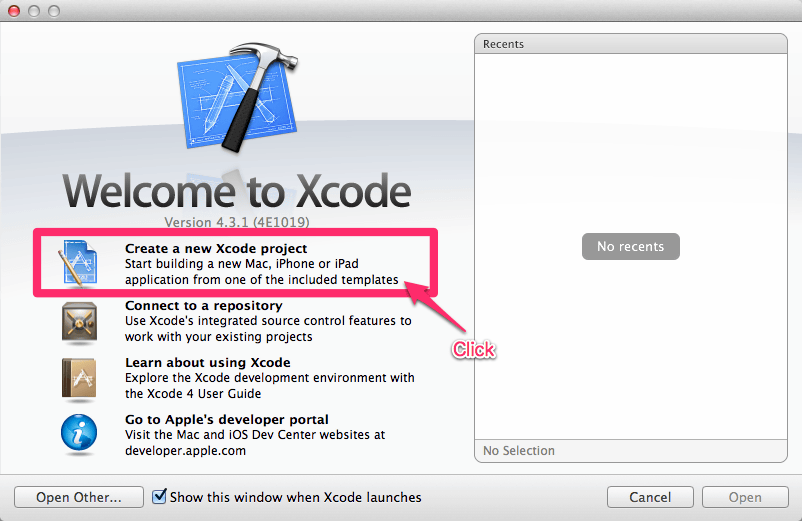 Recents
Welcome to Xcode
Version 4.3.1 (4E1019)
Create a new Xcode project
Start building a new Mac, iPhone or iPad
application from one of the included templates
Connect to a repository
Use Xcode's integrated source control features to
work with your existing projects
Learn about using Xcode
Explore the Xcode development environment with
the Xcode 4 User Guide
Go to Apple's developer portal
Visit the Mac and iOS Dev Center websites at
developer.apple.com
No recents
Click
No Selection
Open Other...
Show this window when Xcode launches
Cancel
Open